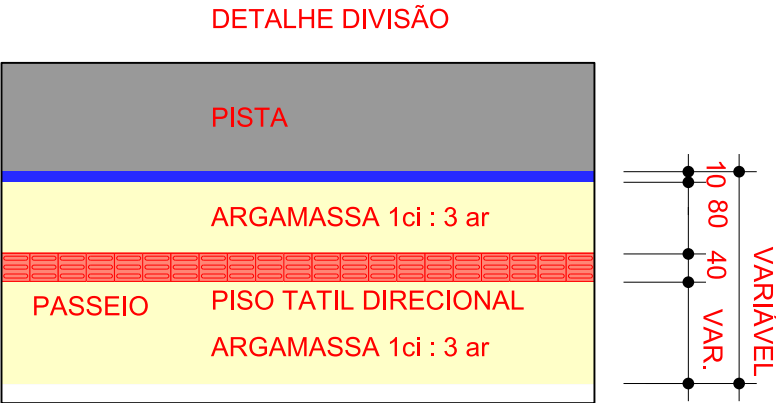 DETALHE DIVISÃO
PISTA
ARGAMASSA 1ci : 3 ar
PASSEIO
PISO TATIL DIRECIONAL
ARGAMASSA 1ci : 3 ar
10
80
40
VAR.
VARIÁVEL